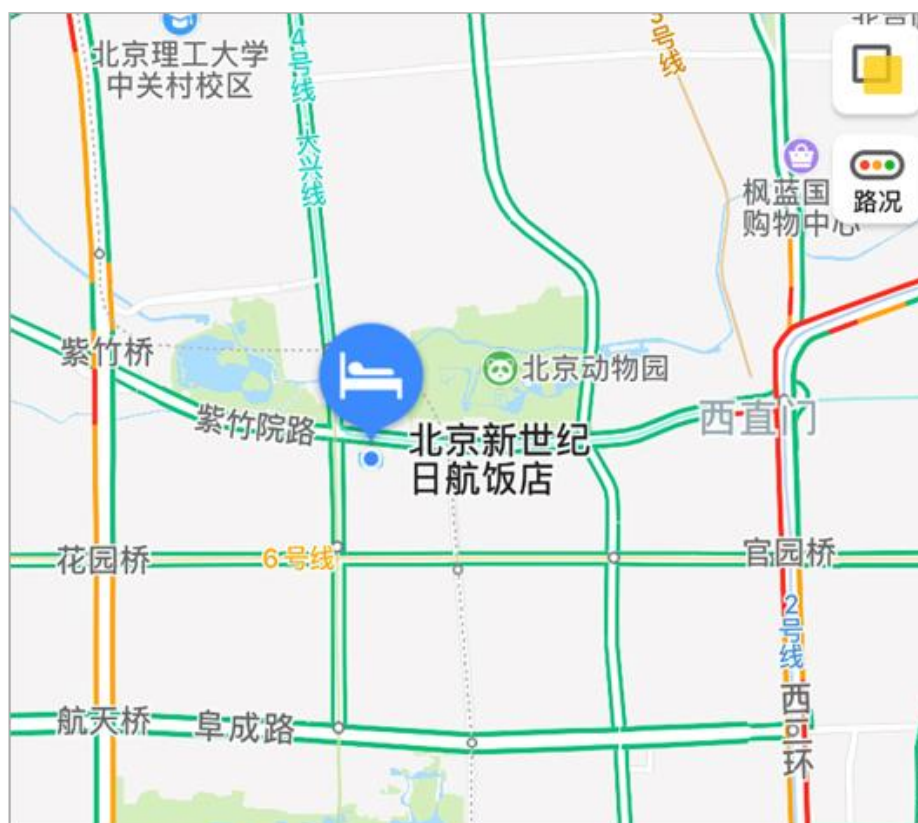 北京理工大学
中关村校区
4号线·大兴线
号线
枫蓝国
购物中心
路况
紫竹桥
紫竹院路
北京动物园
西直门
北京新世纪
日航饭店
花园桥
6号线
官园桥
2号线
航天桥
阜成路
西二环